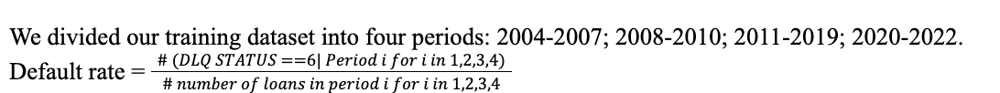 We divided our training dataset into four periods: 2004-2007; 2008-2010; 2011-2019; 2020-2022.
Default rate = # (DLQ STATUS ==6| Period i for i in 1,2,3,4) / # number of loans in period i for i in 1,2,3,4